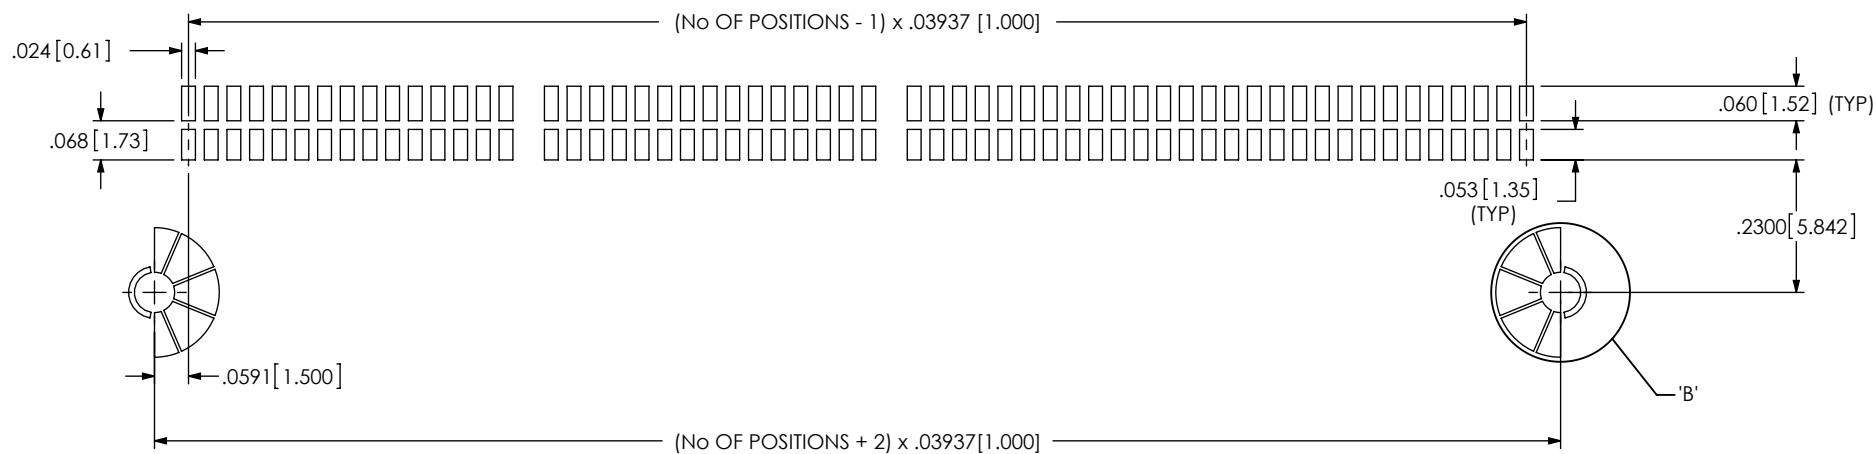 (No OF POSITIONS - 1) x .03937 [1.000]
.024[0.61]
.060[1.52] (TYP)
.068[1.73]
.053[1.35]
(TYP)
.2300[5.842]
.0591[1.500]
'B'
(No OF POSITIONS + 2) x .03937[1.000]